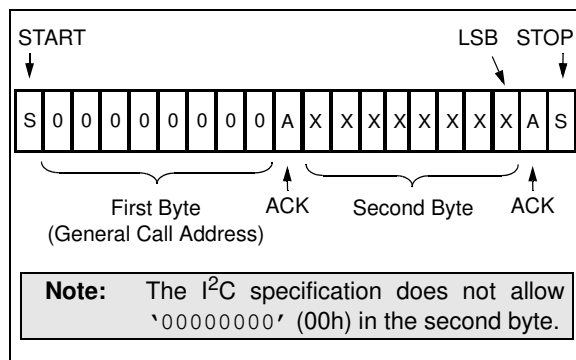 START LSB STOP
S 0 0 0 0 0 0 0 0 A X X X X X X X X A S
First Byte ACK Second Byte ACK
(General Call Address)
Note: The I²C specification does not allow
‘00000000’ (00h) in the second byte.